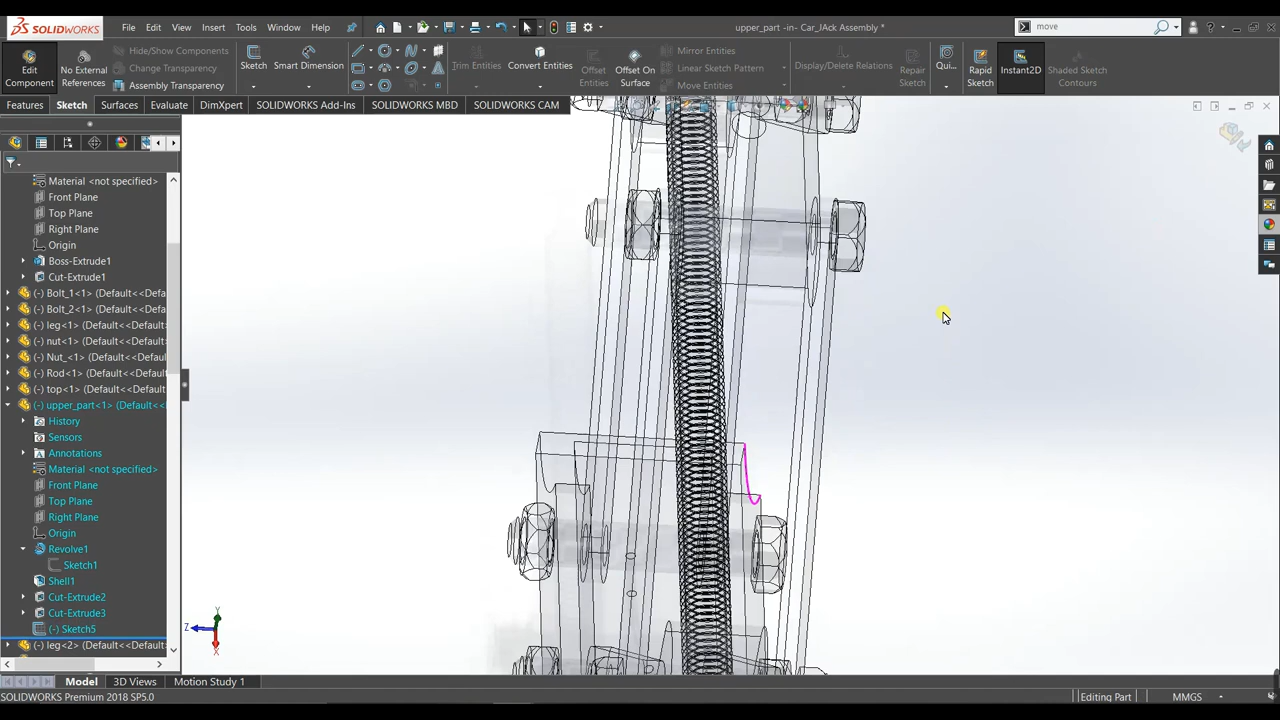 SOLIDWORKS File Edit View Insert Tools Window Help upper_part -in- Car_JAck Assembly * move
Edit Component No External References Hide/Show Components Change Transparency Assembly Transparency Sketch Smart Dimension Trim Entities Convert Entities Offset Entities Offset On Surface Mirror Entities Linear Sketch Pattern Move Entities Display/Delete Relations Repair Sketch Qui... Rapid Sketch Instant2D Shaded Sketch Contours
Features Sketch Surfaces Evaluate DimXpert SOLIDWORKS Add-Ins SOLIDWORKS MBD SOLIDWORKS CAM
Material <not specified>
Front Plane
Top Plane
Right Plane
Origin
Boss-Extrude1
Cut-Extrude1
(-) Bolt_1<1> (Default<<Defa
(-) Bolt_2<1> (Default<<Defa
(-) leg<1> (Default<<Default
(-) nut<1> (Default<<Default
(-) Nut_<1> (Default<<Defau
(-) Rod<1> (Default<<Defau
(-) top<1> (Default<<Default
(-) upper_part<1> (Default<<
History
Sensors
Annotations
Material <not specified>
Front Plane
Top Plane
Right Plane
Origin
Revolve1
Sketch1
Shell1
Cut-Extrude2
Cut-Extrude3
(-) Sketch5
(-) leg<2> (Default<<Default
Y
Z
X
Model 3D Views Motion Study 1
SOLIDWORKS Premium 2018 SP5.0 Editing Part MMGS